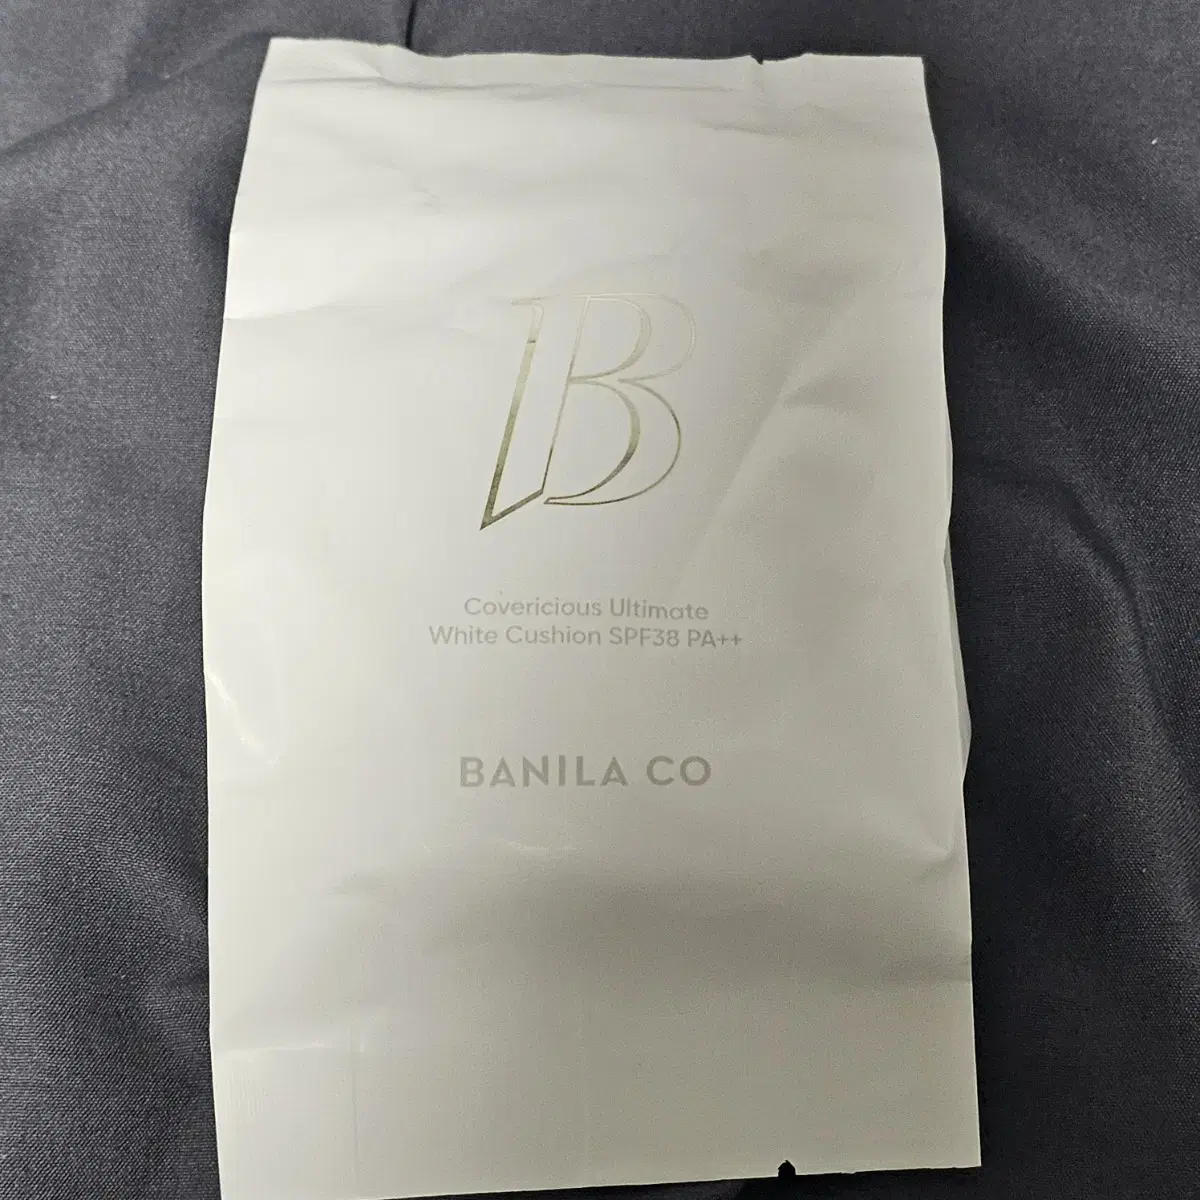 B
Covericious Ultimate
White Cushion SPF38 PA++
BANILA CO